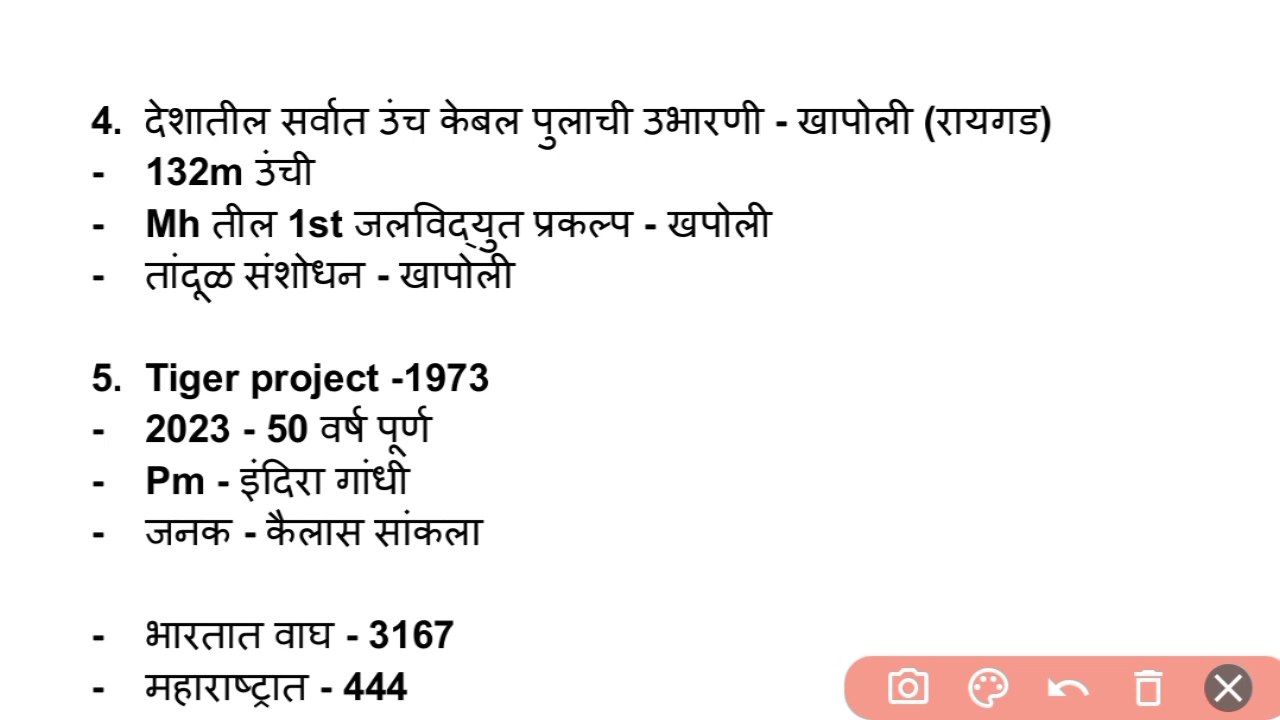 4. देशातील सर्वात उंच केबल पुलाची उभारणी - खापोली (रायगड)
- 132m उंची
- Mh तील 1st जलविद्युत प्रकल्प - खपोली
- तांदूळ संशोधन - खापोली
5. Tiger project -1973
- 2023 - 50 वर्ष पूर्ण
- Pm - इंदिरा गांधी
- जनक - कैलास सांकला
- भारतात वाघ - 3167
- महाराष्ट्रात - 444